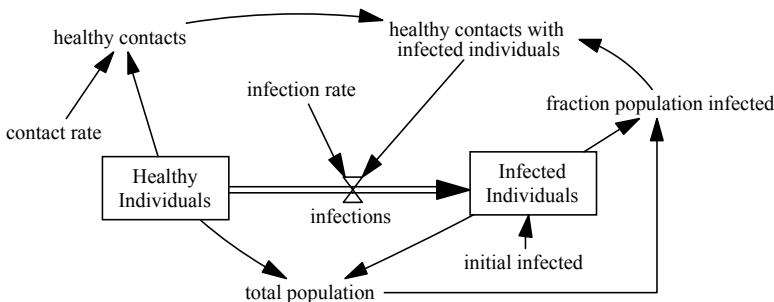 healthy contacts
healthy contacts with
infected individuals
infection rate
fraction population infected
contact rate
Healthy
Individuals
Infected
Individuals
infections
initial infected
total population